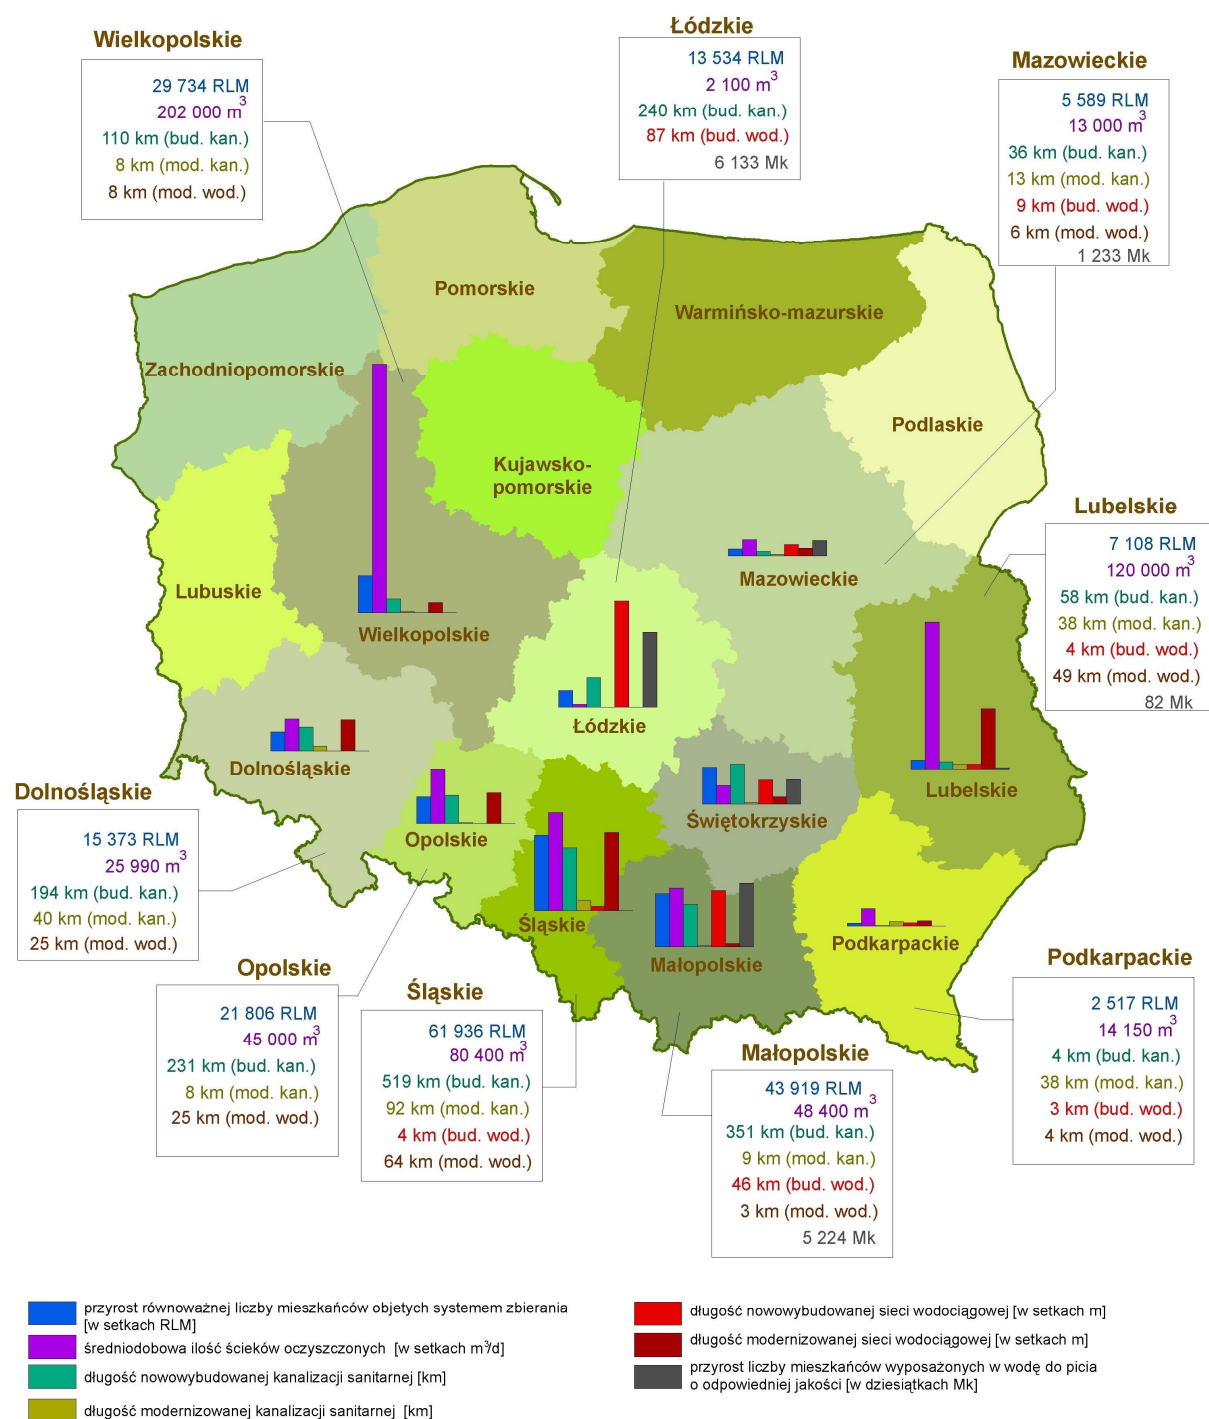 Łódzkie
13 534 RLM
2 100 m³
240 km (bud. kan.)
87 km (bud. wod.)
6 133 Mk
Wielkopolskie
29 734 RLM
202 000 m³
110 km (bud. kan.)
8 km (mod. kan.)
8 km (mod. wod.)
Mazowieckie
5 589 RLM
13 000 m³
36 km (bud. kan.)
13 km (mod. kan.)
9 km (bud. wod.)
6 km (mod. wod.)
1 233 Mk
Pomorskie
Warmińsko-mazurskie
Zachodniopomorskie
Podlaskie
Kujawsko-
pomorskie
Lubelskie
7 108 RLM
120 000 m³
58 km (bud. kan.)
38 km (mod. kan.)
4 km (bud. wod.)
49 km (mod. wod.)
82 Mk
Mazowieckie
Lubuskie
Wielkopolskie
Łódzkie
Dolnośląskie
Lubelskie
Świętokrzyskie
Opolskie
Śląskie
Podkarpackie
Małopolskie
Dolnośląskie
15 373 RLM
25 990 m³
194 km (bud. kan.)
40 km (mod. kan.)
25 km (mod. wod.)
Opolskie
21 806 RLM
45 000 m³
231 km (bud. kan.)
8 km (mod. kan.)
25 km (mod. wod.)
Śląskie
61 936 RLM
80 400 m³
519 km (bud. kan.)
92 km (mod. kan.)
4 km (bud. wod.)
64 km (mod. wod.)
Małopolskie
43 919 RLM
48 400 m³
351 km (bud. kan.)
9 km (mod. kan.)
46 km (bud. wod.)
3 km (mod. wod.)
5 224 Mk
Podkarpackie
2 517 RLM
14 150 m³
4 km (bud. kan.)
38 km (mod. kan.)
3 km (bud. wod.)
4 km (mod. wod.)
przyrost równoważnej liczby mieszkańców objetych systemem zbierania
[w setkach RLM]
średniodobowa ilość ścieków oczyszczonych [w setkach m³/d]
długość nowowybudowanej kanalizacji sanitarnej [km]
długość modernizowanej kanalizacji sanitarnej [km]
długość nowowybudowanej sieci wodociągowej [w setkach m]
długość modernizowanej sieci wodociągowej [w setkach m]
przyrost liczby mieszkańców wyposażonych w wodę do picia
o odpowiedniej jakości [w dziesiątkach Mk]